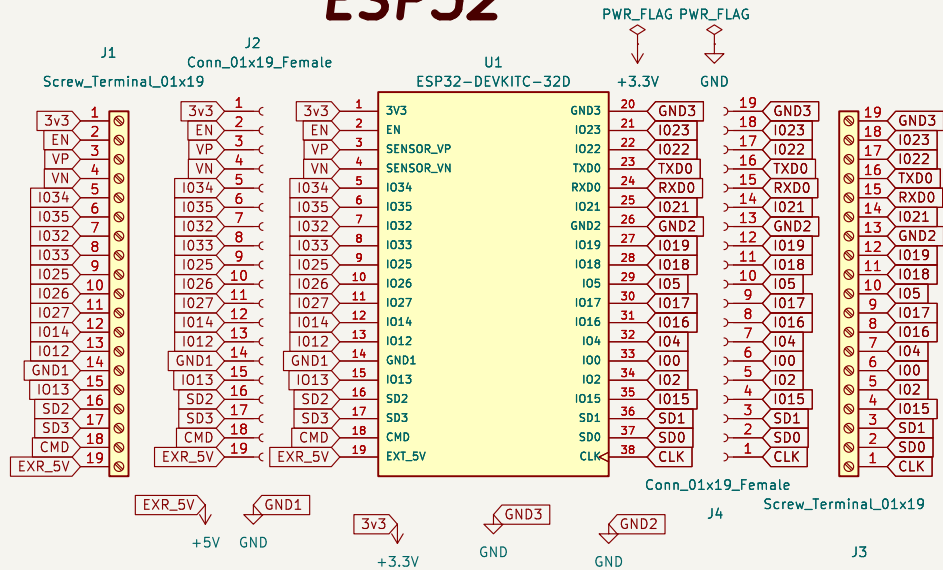 ESP32
PWR_FLAG PWR_FLAG
+3.3V GND
J1
Screw_Terminal_01x19
J2
Conn_01x19_Female
U1
ESP32-DEVKITC-32D
3v3 1 3v3 1 3v3 1 3V3 GND3 20 GND3 19 GND3 19 GND3
EN 2 EN 2 EN 2 EN IO23 21 IO23 18 IO23 18 IO23
VP 3 VP 3 VP 3 SENSOR_VP IO22 22 IO22 17 IO22 17 IO22
VN 4 VN 4 VN 4 SENSOR_VN TXD0 23 TXD0 16 TXD0 16 TXD0
IO34 5 IO34 5 IO34 5 IO34 RXD0 24 RXD0 15 RXD0 15 RXD0
IO35 6 IO35 6 IO35 6 IO35 IO21 25 IO21 14 IO21 14 IO21
IO32 7 IO32 7 IO32 7 IO32 GND2 26 GND2 13 GND2 13 GND2
IO33 8 IO33 8 IO33 8 IO33 IO19 27 IO19 12 IO19 12 IO19
IO25 9 IO25 9 IO25 9 IO25 IO18 28 IO18 11 IO18 11 IO18
IO26 10 IO26 10 IO26 10 IO26 IO5 29 IO5 10 IO5 10 IO5
IO27 11 IO27 11 IO27 11 IO27 IO17 30 IO17 9 IO17 9 IO17
IO14 12 IO14 12 IO14 12 IO14 IO16 31 IO16 8 IO16 8 IO16
IO12 13 IO12 13 IO12 13 IO12 IO4 32 IO4 7 IO4 7 IO4
GND1 14 GND1 14 GND1 14 GND1 IO0 33 IO0 6 IO0 6 IO0
IO13 15 IO13 15 IO13 15 IO13 IO2 34 IO2 5 IO2 5 IO2
SD2 16 SD2 16 SD2 16 SD2 IO15 35 IO15 4 IO15 4 IO15
SD3 17 SD3 17 SD3 17 SD3 SD1 36 SD1 3 SD1 3 SD1
CMD 18 CMD 18 CMD 18 CMD SD0 37 SD0 2 SD0 2 SD0
EXR_5V 19 EXR_5V 19 EXR_5V 19 EXT_5V CLK 38 CLK 1 CLK 1 CLK
Conn_01x19_Female
J4
Screw_Terminal_01x19
J3
EXR_5V GND1
+5V GND
3v3
+3.3V
GND3
GND
GND2
GND